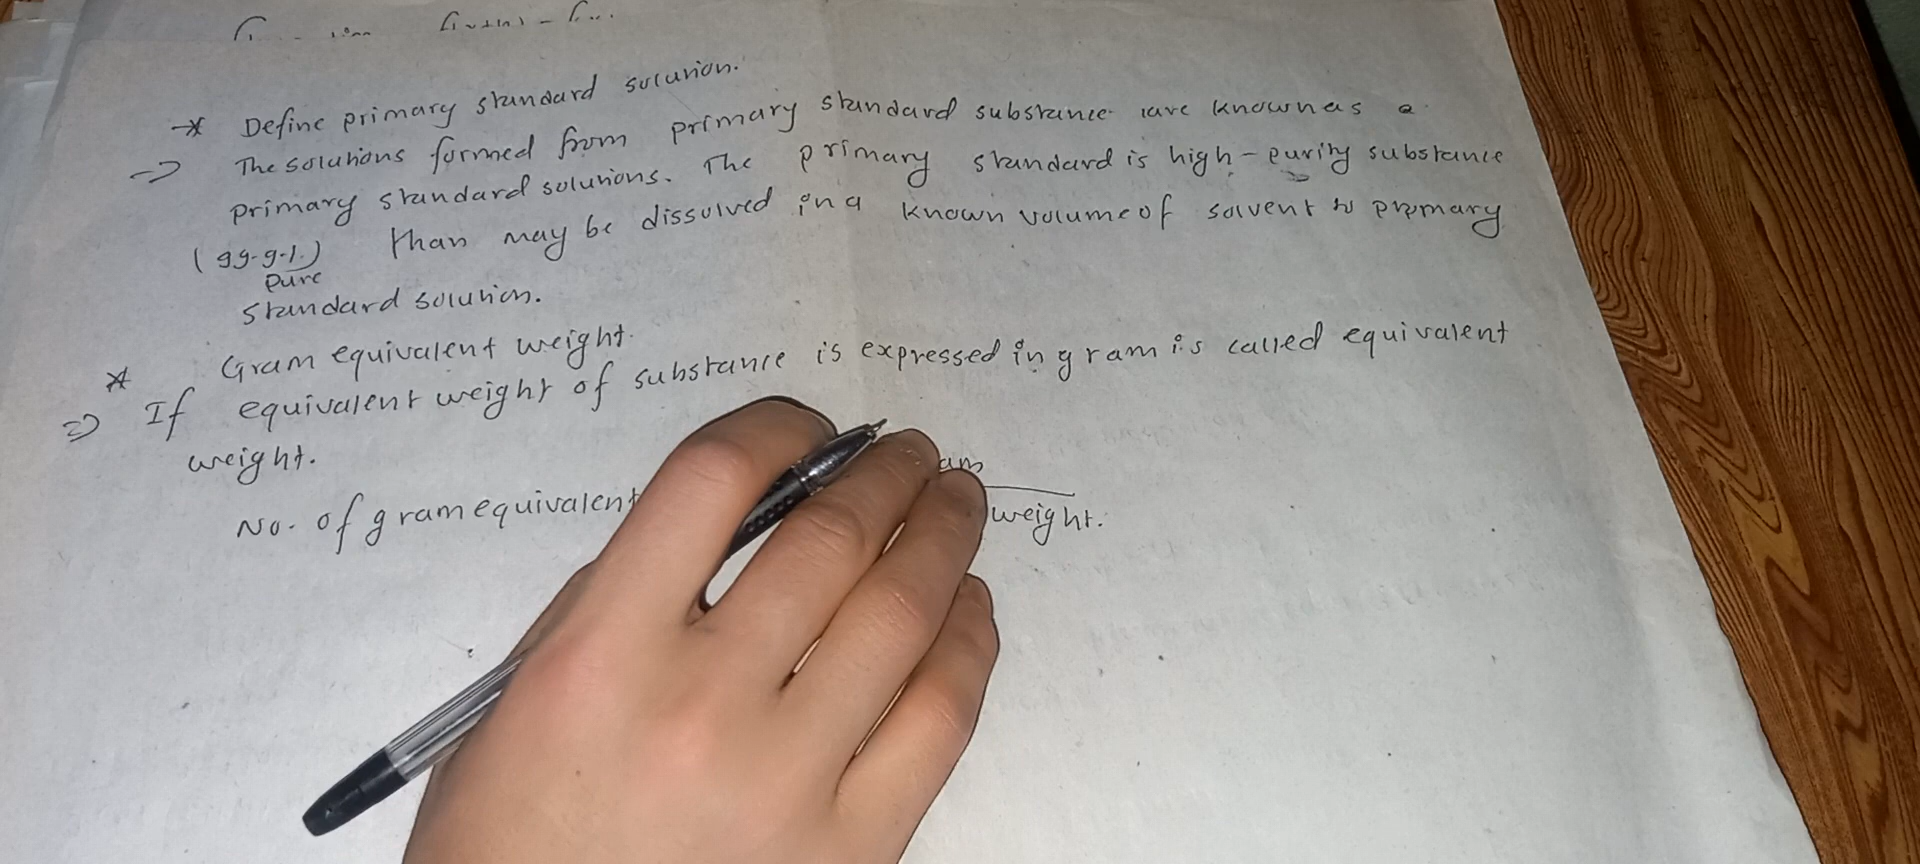 * Define primary standard solution.
-> The solutions formed from primary standard substance are known as a
primary standard solutions. The primary standard is high-purity substance
(99.9%) than may be dissolved in a known volume of solvent to primary
pure
standard solution.
* Gram equivalent weight.
=> If equivalent weight of substance is expressed in gram is called equivalent
weight.
No. of gram equivalent weight.